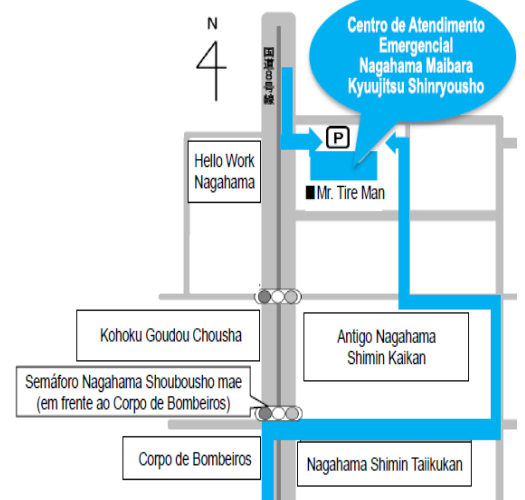 N
国道8号線
Centro de Atendimento
Emergencial
Nagahama Maibara
Kyuujitsu Shinryousho
P
Hello Work
Nagahama
■Mr. Tire Man
Kohoku Goudou Chousha
Antigo Nagahama
Shimin Kaikan
Semáforo Nagahama Shoubousho mae
(em frente ao Corpo de Bombeiros)
Corpo de Bombeiros
Nagahama Shimin Taiikukan